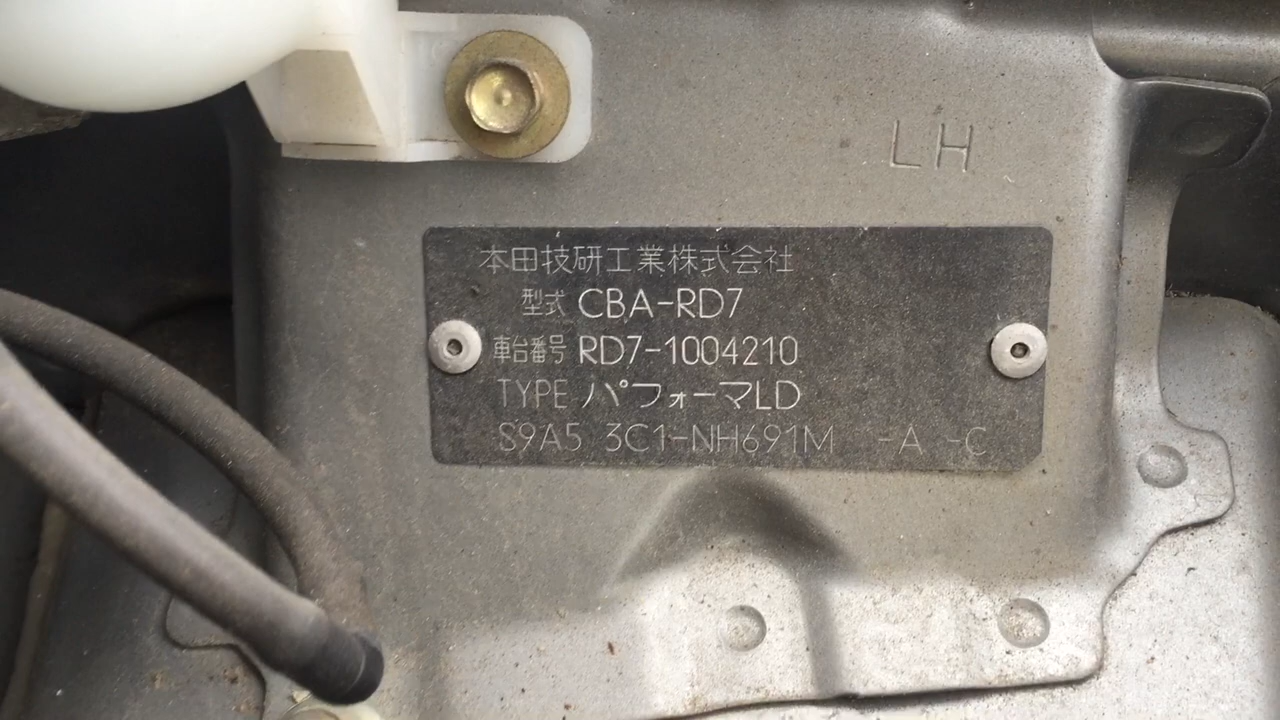 LH
本田技研工業株式会社
型式 CBA-RD7
車台番号 RD7-1004210
TYPE パフォーマLD
S9A5 3C1-NH691M -A -C